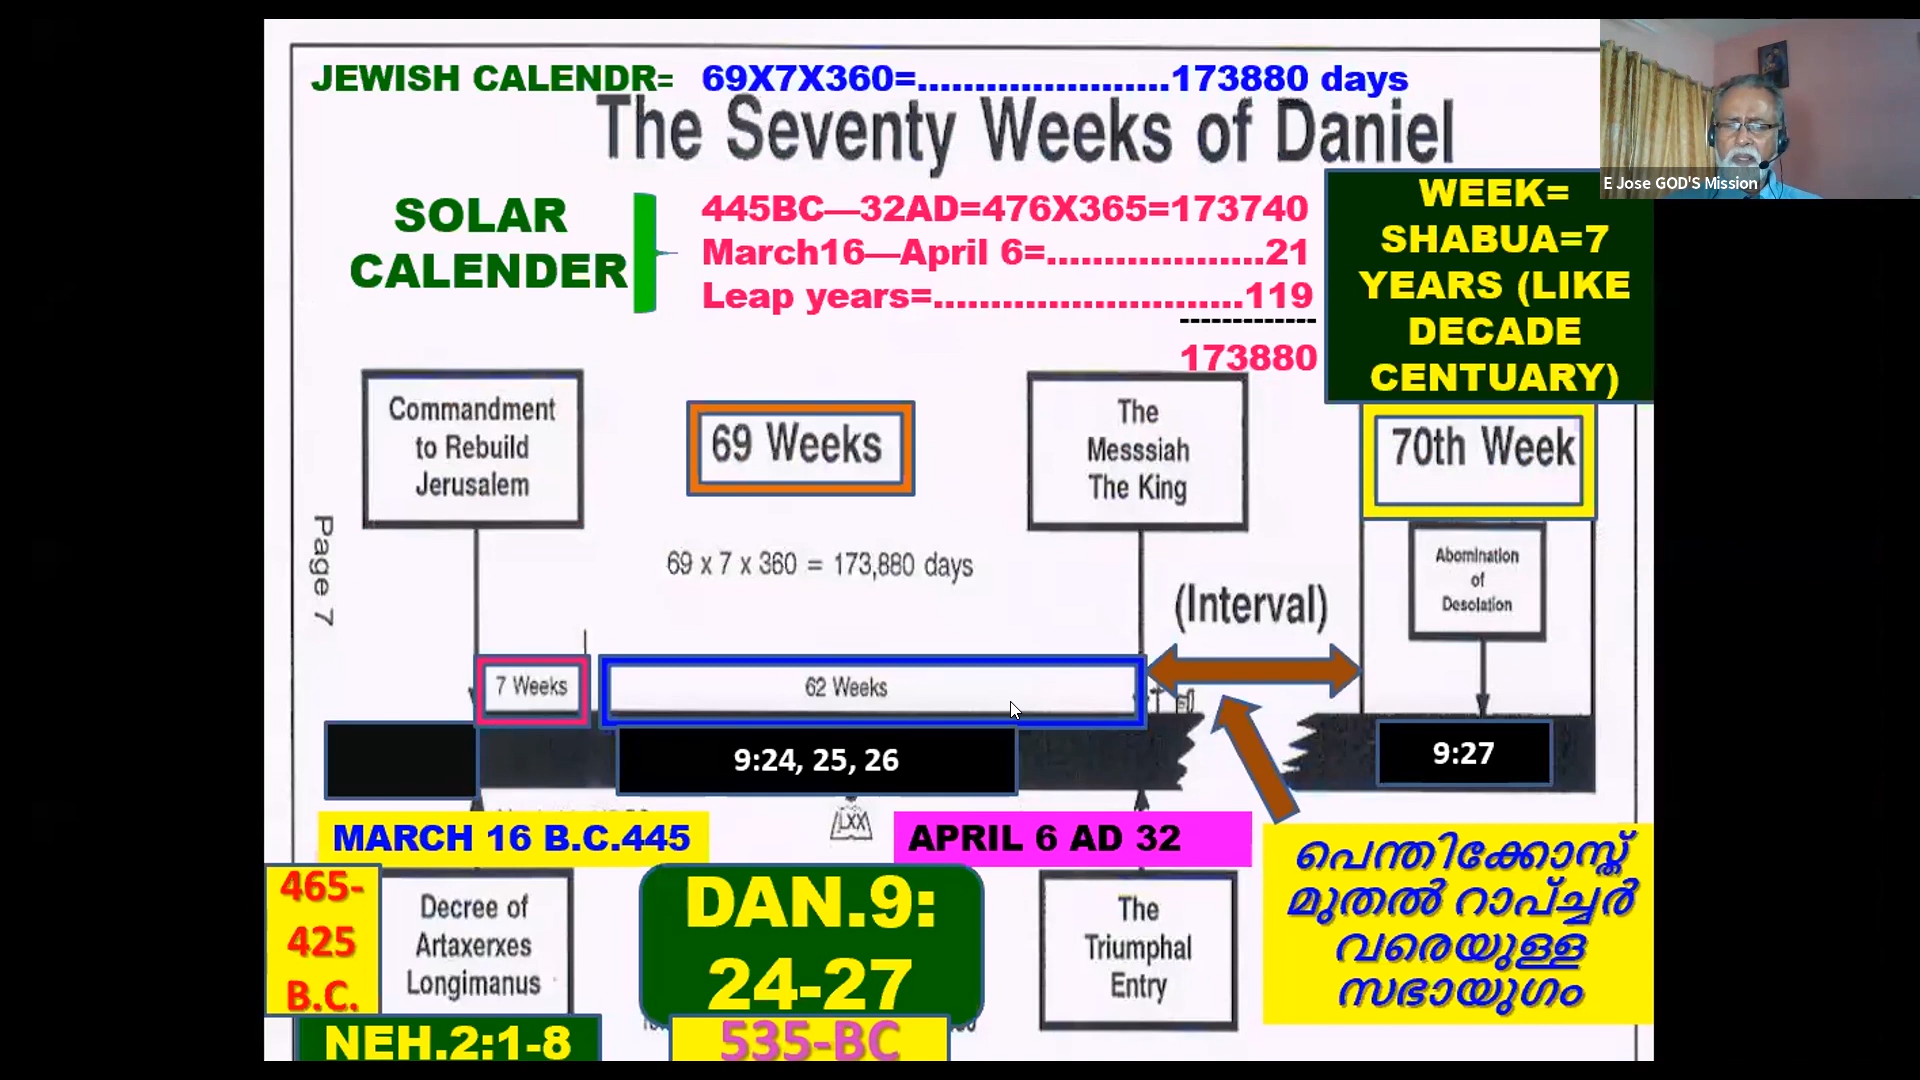 JEWISH CALENDR= 69X7X360=......................173880 days
The Seventy Weeks of Daniel
E Jose GOD'S Mission
SOLAR
CALENDER
445BC—32AD=476X365=173740
March16—April 6=...................21
Leap years=...........................119
-------------
173880
WEEK=
SHABUA=7
YEARS (LIKE
DECADE
CENTUARY)
Commandment
to Rebuild
Jerusalem
69 Weeks
The
Messsiah
The King
70th Week
Page 7
69 x 7 x 360 = 173,880 days
(Interval)
Abomination
of
Desolation
7 Weeks
62 Weeks
9:24, 25, 26
9:27
LXX
MARCH 16 B.C.445
APRIL 6 AD 32
465-
425
B.C.
Decree of
Artaxerxes
Longimanus
DAN.9:
24-27
The
Triumphal
Entry
പെന്തിക്കോസ്ത്
മുതൽ റാപ്ച്ചർ
വരെയുള്ള
സഭായുഗം
NEH.2:1-8
535-BC